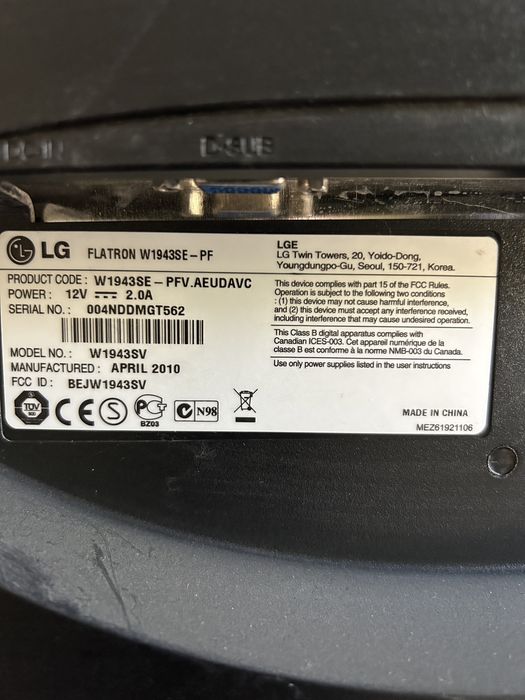 DC-IN D-SUB
LG FLATRON W1943SE-PF
LGE
LG Twin Towers, 20, Yoido-Dong,
Youngdungpo-Gu, Seoul, 150-721, Korea.
PRODUCT CODE : W1943SE-PFV.AEUDAVC
POWER : 12V 2.0A
SERIAL NO. : 004NDDMGT562
MODEL NO. : W1943SV
MANUFACTURED : APRIL 2010
FCC ID : BEJW1943SV
This device complies with part 15 of the FCC Rules.
Operation is subject to the following two conditions
: (1) this device may not cause harmful interference,
and (2) this device must accept any interference received,
including interference that may cause undesired operation.
This Class B digital apparatus complies with
Canadian ICES-003. Cet appareil numérique de la
classe B est conforme à la norme NMB-003 du Canada.
Use only power supplies listed in the user instructions
TÜV CE S PCT C N98
BZ03
MADE IN CHINA
MEZ61921106